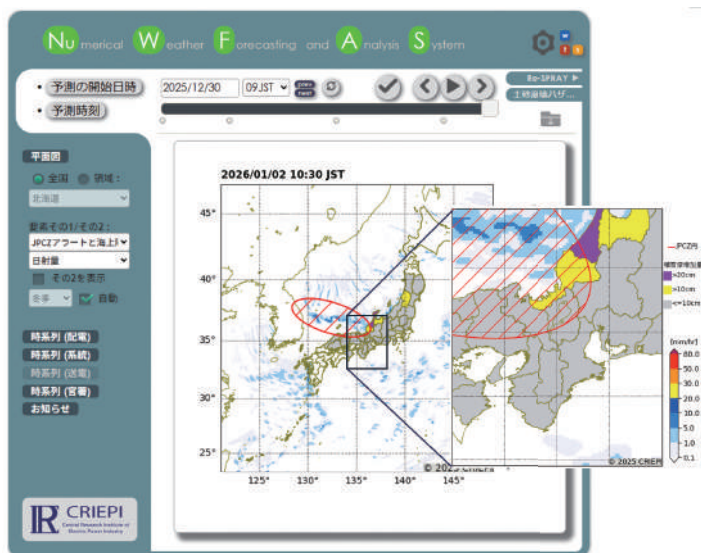 Numerical Weather Forecasting and Analysis System
W
T S
・予測の開始日時
2025/12/30
09JST
・予測時刻
Ra-SPRAY ▶
平面図
全国 領域：
北海道
要素その1/その2：
JPCZアラートと海上
日射量
その2を表示
冬季
自動
時系列 (配電)
時系列 (系統)
時系列 (送電)
時系列 (官署)
お知らせ
CRIEPI
Central Research Institute of
Electric Power Industry
2026/01/02 10:30 JST
45°
40°
35°
30°
25°
125° 130° 135° 140° 145°
© 2025 CRIEPI
JPCZ円
>20cm
>10cm
<=10cm
[mm/hr]
80.0
50.0
30.0
20.0
10.0
5.0
1.0
0.1
© 2025 CRIEPI